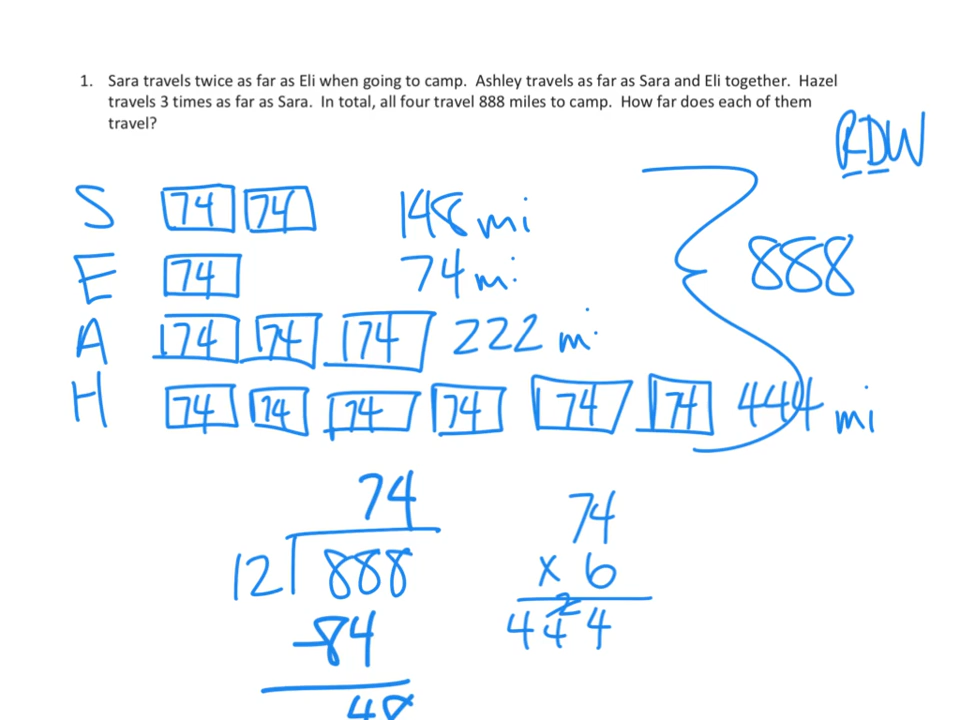 1. Sara travels twice as far as Eli when going to camp. Ashley travels as far as Sara and Eli together. Hazel
travels 3 times as far as Sara. In total, all four travel 888 miles to camp. How far does each of them
travel?
RDW
S 74 74 148 mi
E 74 74 mi
888
A 74 74 74 222 mi
H 74 74 74 74 74 74 444 mi
74
12 888
-84
48
74
x 6
2
444